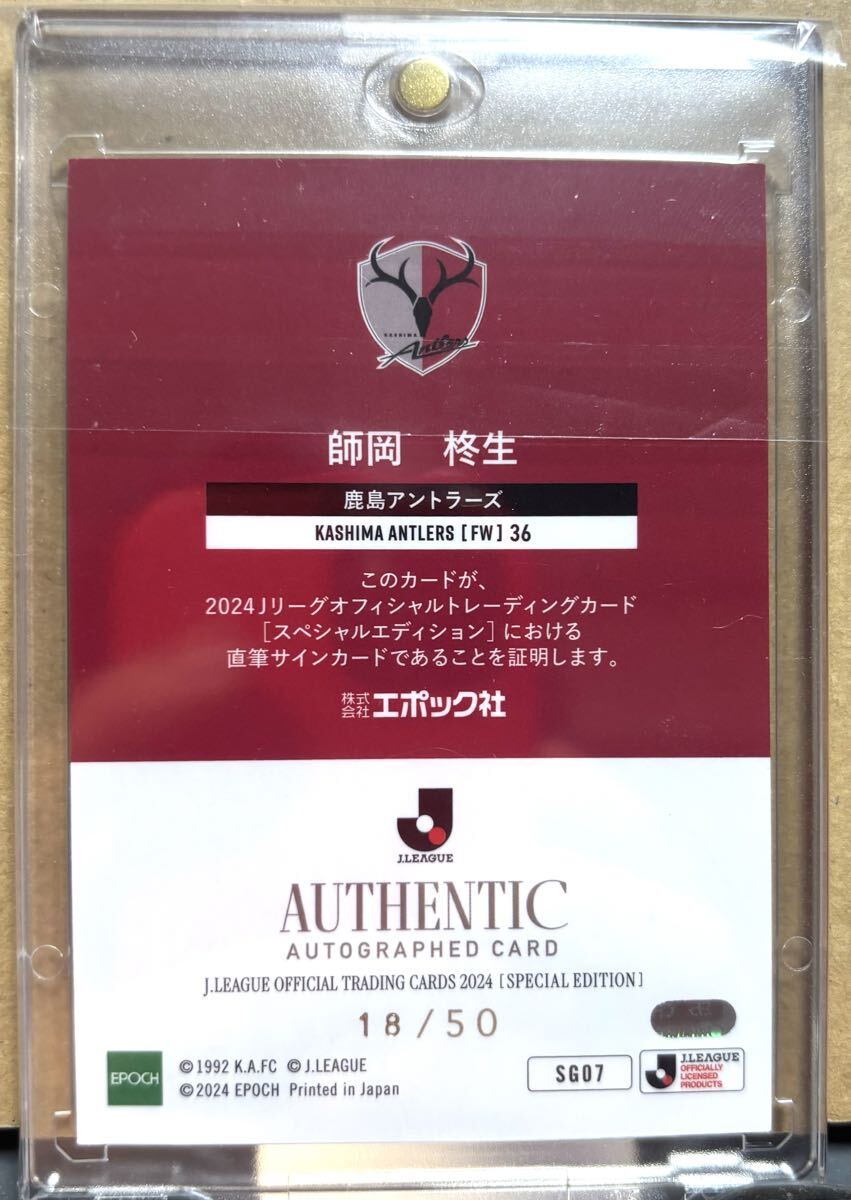 KASHIMA
Antlers
師岡 柊生
鹿島アントラーズ
KASHIMA ANTLERS [FW] 36
このカードが、
2024Jリーグオフィシャルトレーディングカード
[スペシャルエディション]における
直筆サインカードであることを証明します。
株式会社エポック社
J.LEAGUE
AUTHENTIC
AUTOGRAPHED CARD
J.LEAGUE OFFICIAL TRADING CARDS 2024 [SPECIAL EDITION]
18/50
EPOCH
©1992 K.A.FC ©J.LEAGUE
©2024 EPOCH Printed in Japan
SG07
J.LEAGUE
OFFICIALLY
LICENSED
PRODUCTS